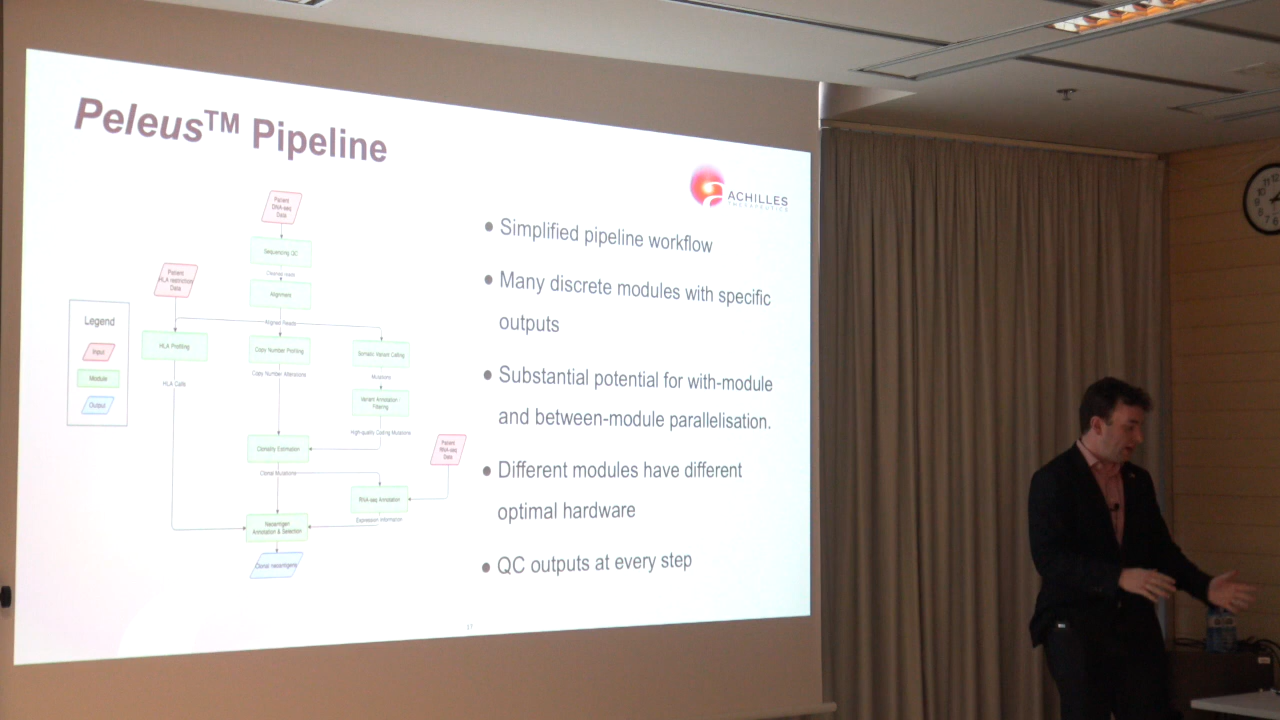 Peleus™ Pipeline
ACHILLES
THERAPEUTICS
Patient
DNA-seq
Data
Sequencing QC
Cleaned reads
Alignment
Aligned Reads
Patient
HLA restriction
Data
Legend
Input
Module
Output
HLA Profiling
HLA Calls
Copy Number Profiling
Copy Number Alterations
Somatic Variant Calling
Mutations
Variant Annotation
Filtering
High-quality Coding Mutations
Clonality Estimation
Clonal Mutations
Patient
RNA-seq
Data
RNA-seq Annotation
Expression Information
Neoantigen
Annotation & Selection
Clonal neoantigens
• Simplified pipeline workflow
• Many discrete modules with specific
outputs
• Substantial potential for with-module
and between-module parallelisation.
• Different modules have different
optimal hardware
• QC outputs at every step
17